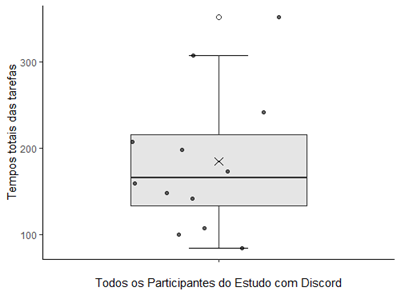 Tempos totais das tarefas
300
200
100
Todos os Participantes do Estudo com Discord